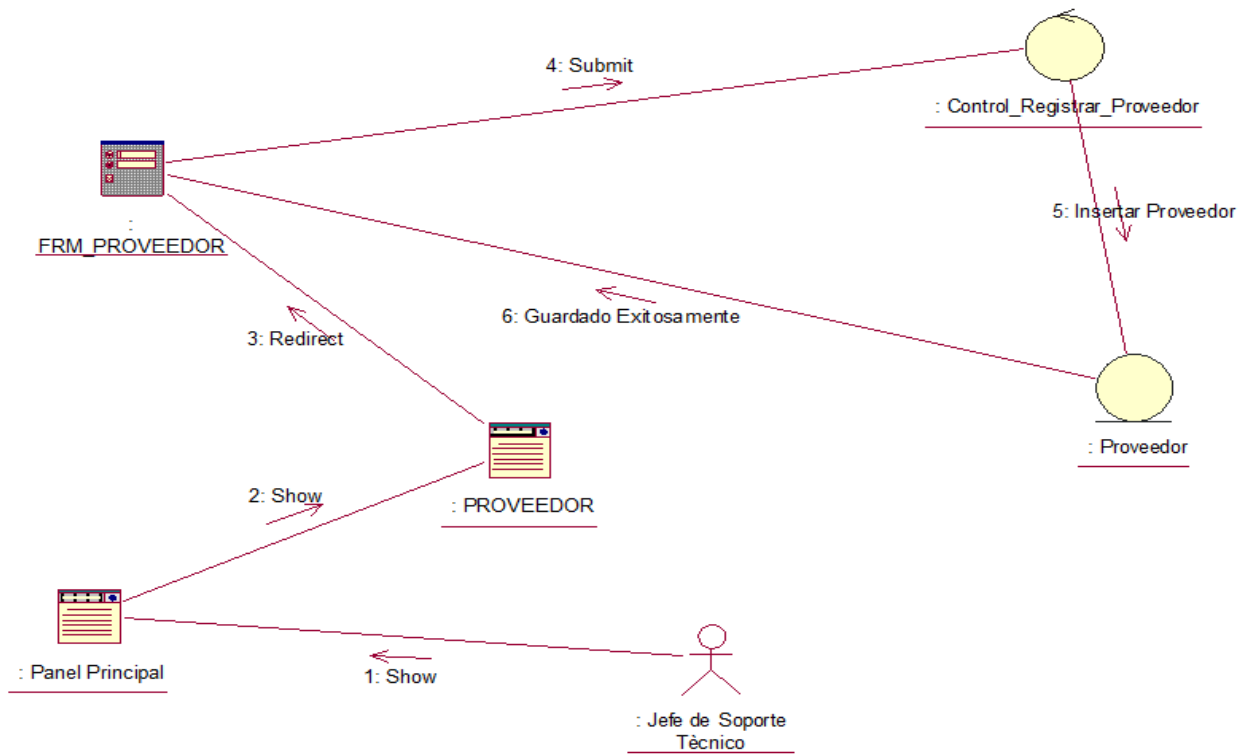 4: Submit
: Control_Registrar_Proveedor
:
FRM_PROVEEDOR
5: Insertar Proveedor
6: Guardado Exitosamente
3: Redirect
: Proveedor
2: Show
: PROVEEDOR
: Panel Principal
1: Show
: Jefe de Soporte
Tècnico